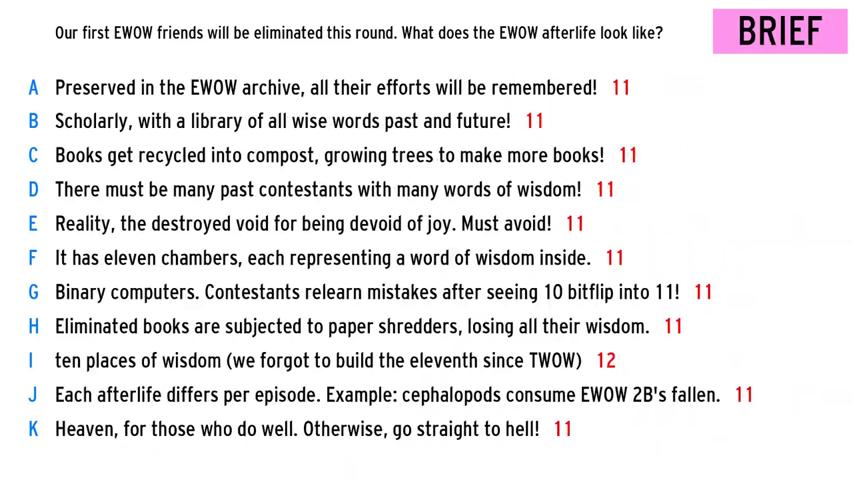 Our first EWOW friends will be eliminated this round. What does the EWOW afterlife look like?
BRIEF
A Preserved in the EWOW archive, all their efforts will be remembered! 11
B Scholarly, with a library of all wise words past and future! 11
C Books get recycled into compost, growing trees to make more books! 11
D There must be many past contestants with many words of wisdom! 11
E Reality, the destroyed void for being devoid of joy. Must avoid! 11
F It has eleven chambers, each representing a word of wisdom inside. 11
G Binary computers. Contestants relearn mistakes after seeing 10 bitflip into 11! 11
H Eliminated books are subjected to paper shredders, losing all their wisdom. 11
I ten places of wisdom (we forgot to build the eleventh since TWOW) 12
J Each afterlife differs per episode. Example: cephalopods consume EWOW 2B's fallen. 11
K Heaven, for those who do well. Otherwise, go straight to hell! 11